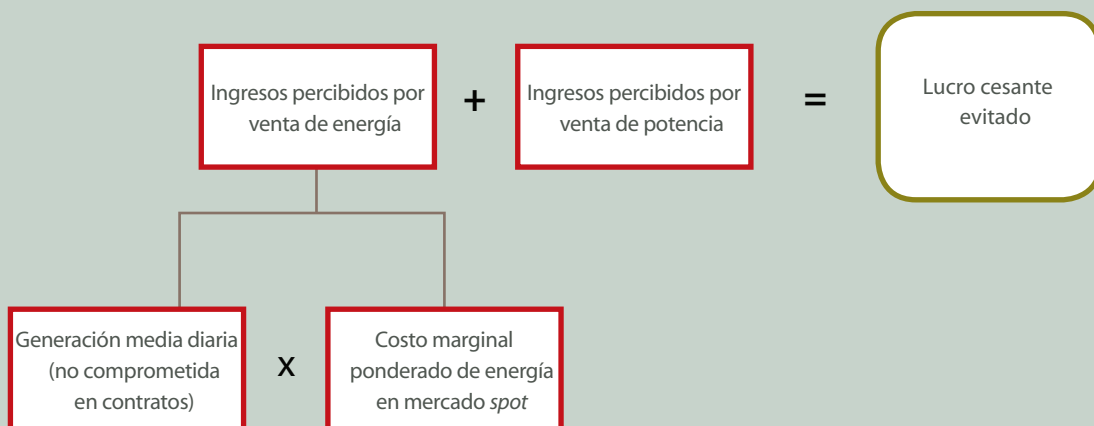 Ingresos percibidos por
venta de energía
+
Ingresos percibidos por
venta de potencia
=
Lucro cesante
evitado
Generación media diaria
(no comprometida
en contratos)
x
Costo marginal
ponderado de energía
en mercado spot